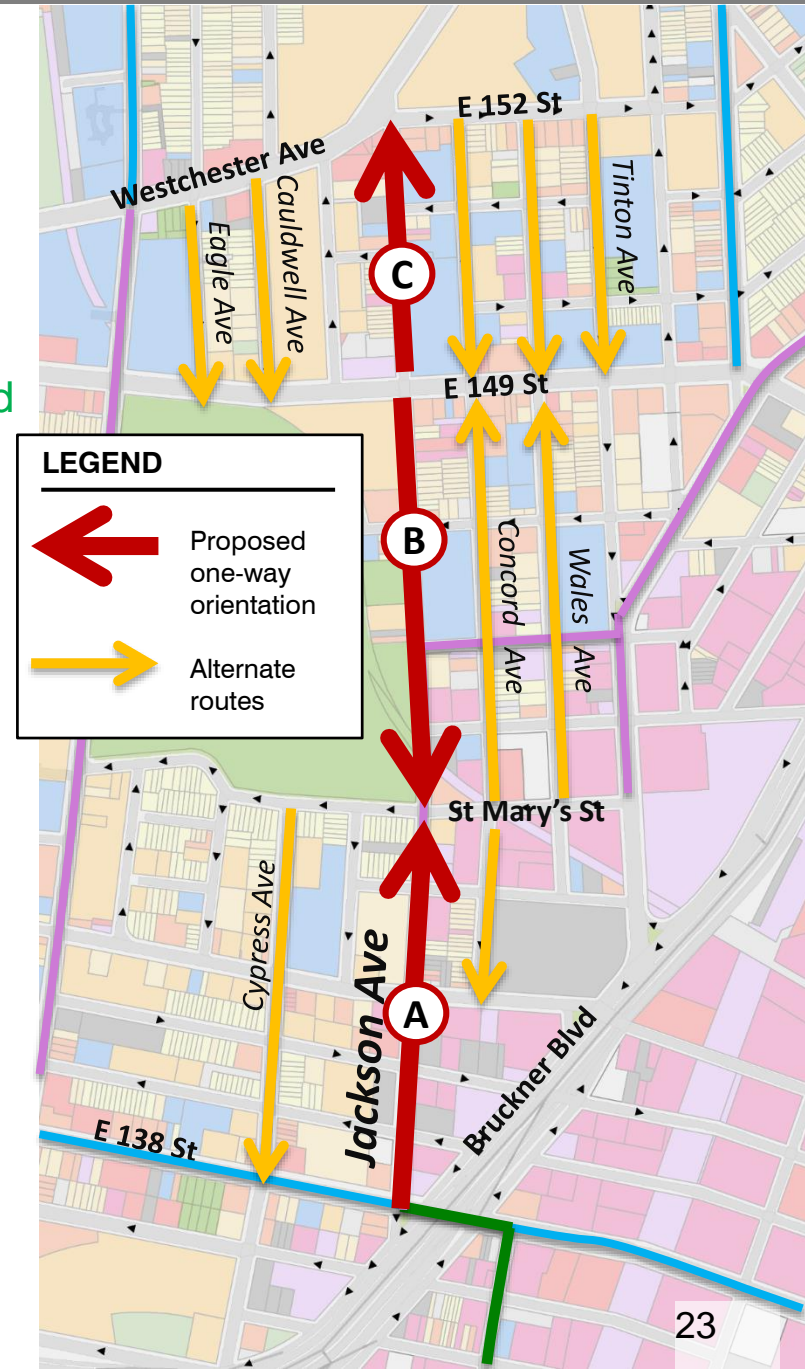 E 152 St
Westchester Ave
Cauldwell Ave
Eagle Ave
Tinton Ave
C
d
E 149 St
LEGEND
Proposed
one-way
orientation
Alternate
routes
B
Concord Ave
Wales Ave
St Mary's St
Cypress Ave
Jackson Ave
A
Bruckner Blvd
E 138 St
23